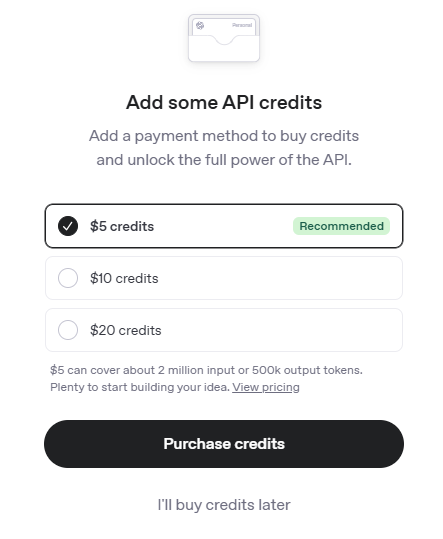 Personal
Add some API credits
Add a payment method to buy credits
and unlock the full power of the API.
$5 credits
Recommended
$10 credits
$20 credits
$5 can cover about 2 million input or 500k output tokens.
Plenty to start building your idea. View pricing
Purchase credits
I'll buy credits later